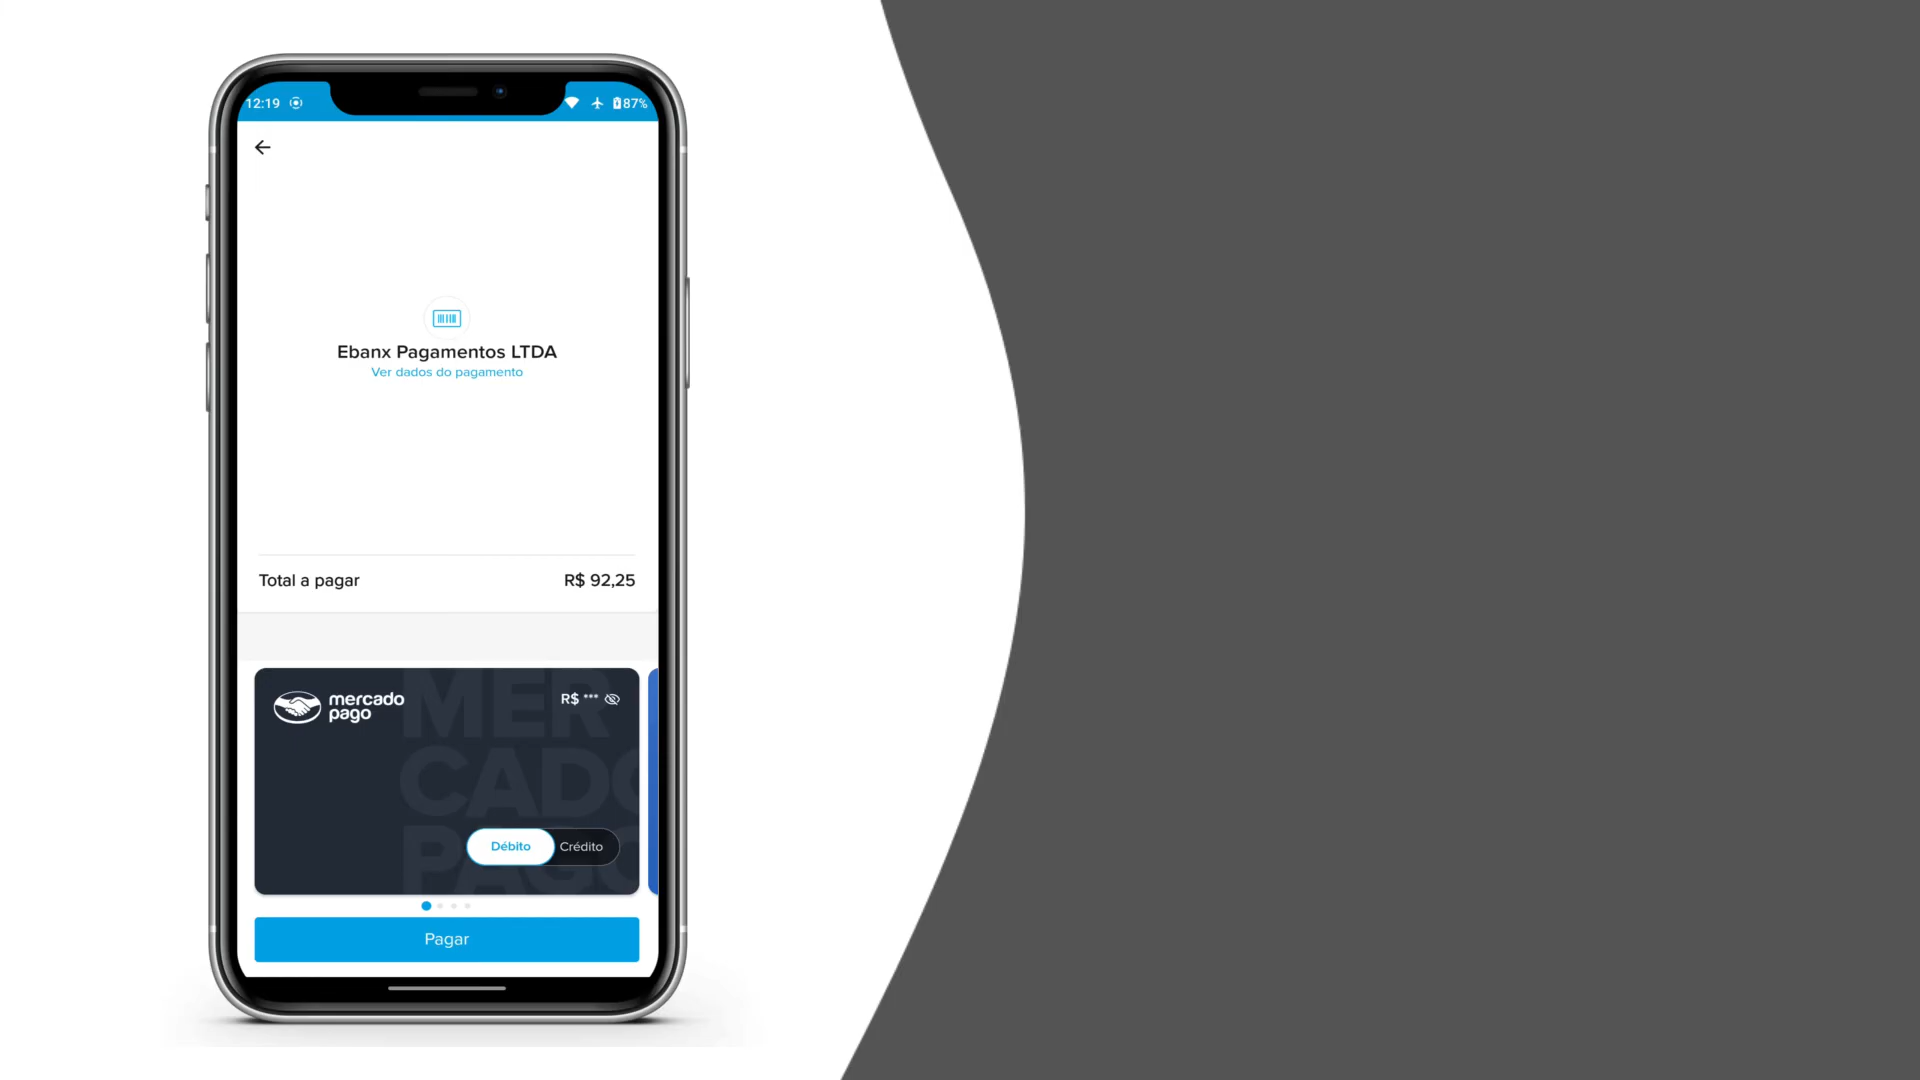 12:19 87%
Ebanx Pagamentos LTDA
Ver dados do pagamento
Total a pagar R$ 92,25
mercado
pago
R$ ***
MER
CADO
PAGO
Débito Crédito
Pagar